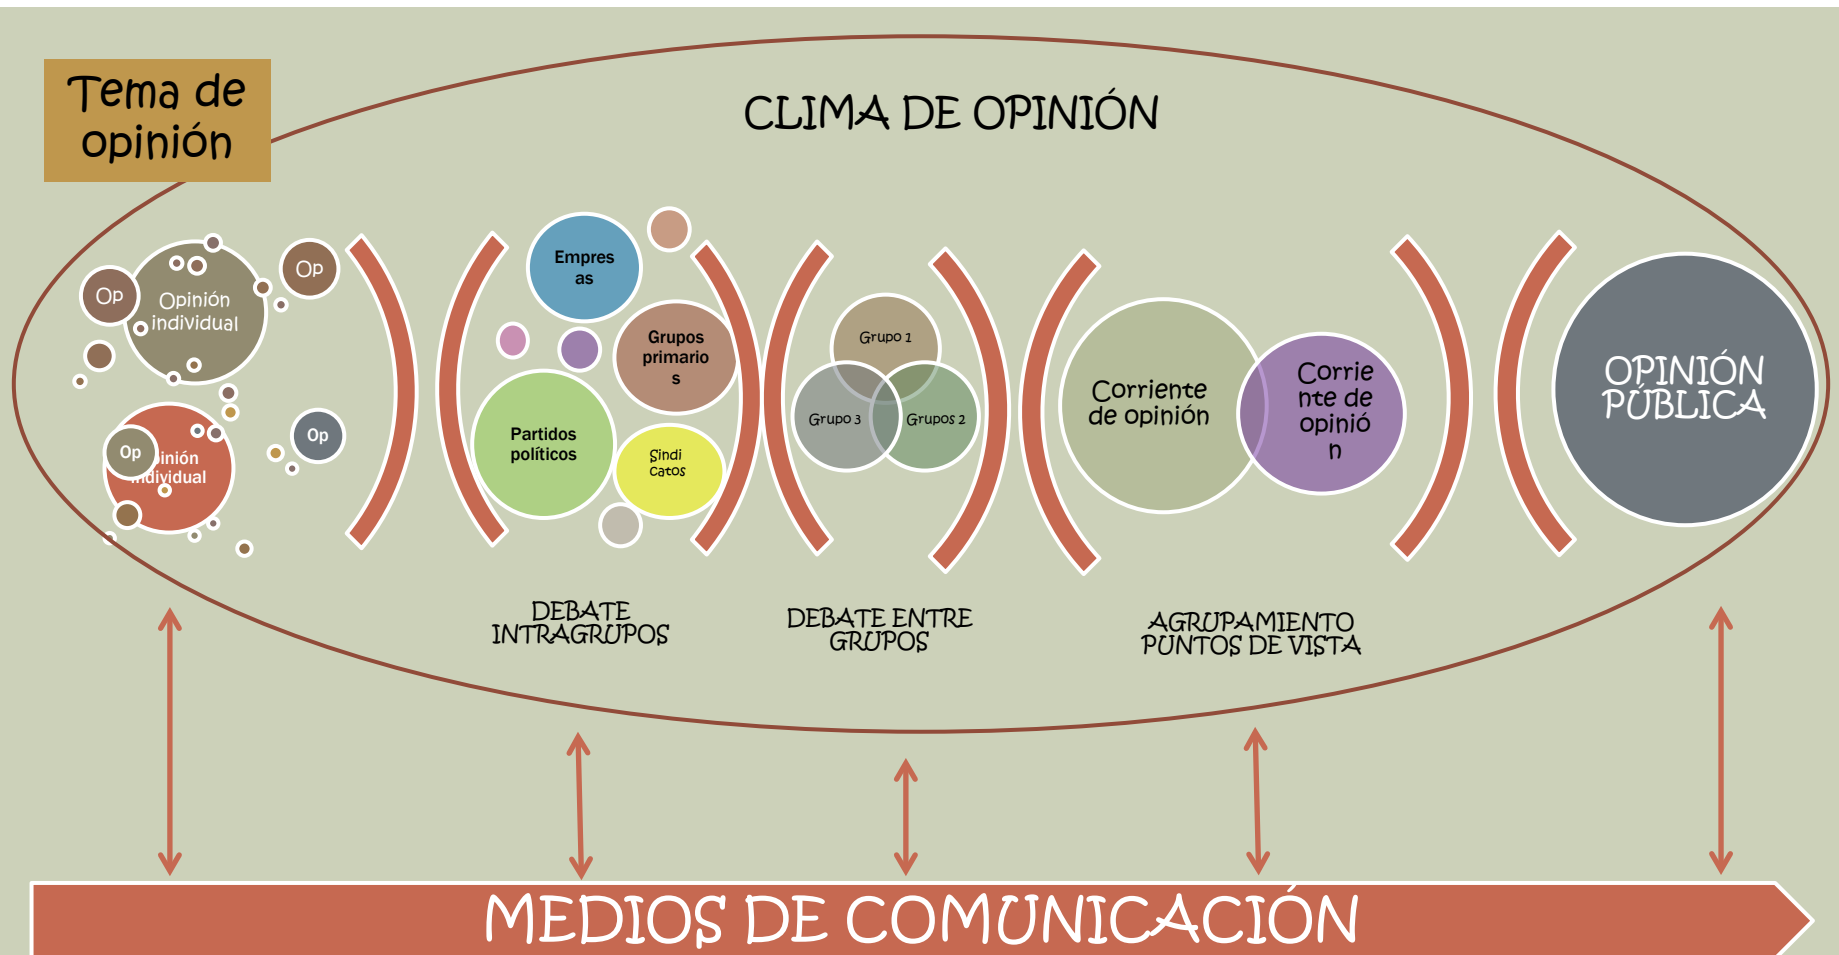 Tema de
opinión
CLIMA DE OPINIÓN
Op
Opinión
individual
Op
Op
inión
individual
Op
Empres
as
Grupos
primario
s
Partidos
políticos
Sindi
catos
DEBATE
INTRAGRUPOS
Grupo 1
Grupo 3
Grupos 2
DEBATE ENTRE
GRUPOS
Corriente
de opinión
Corrie
nte de
opinió
n
AGRUPAMIENTO
PUNTOS DE VISTA
OPINIÓN
PÚBLICA
MEDIOS DE COMUNICACIÓN